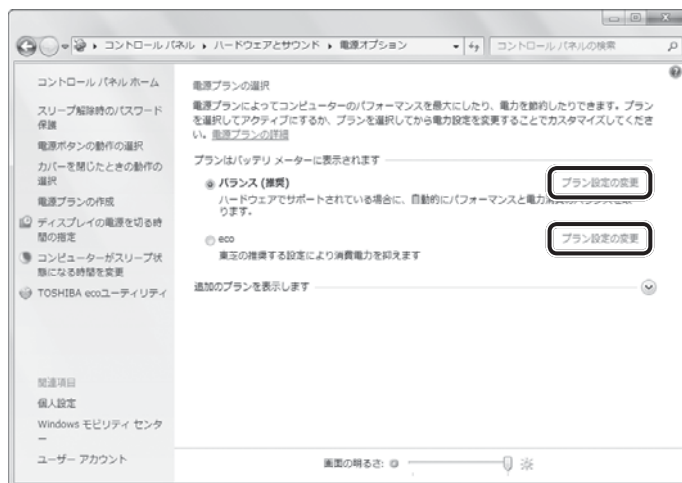 コントロール パネル ▸ ハードウェアとサウンド ▸ 電源オプション
コントロール パネルの検索
コントロール パネル ホーム
スリープ解除時のパスワード
保護
電源ボタンの動作の選択
カバーを閉じたときの動作の
選択
電源プランの作成
ディスプレイの電源を切る時
間の指定
コンピューターがスリープ状
態になる時間を変更
TOSHIBA ecoユーティリティ
関連項目
個人設定
Windows モビリティ センタ
ー
ユーザー アカウント
電源プランの選択
電源プランによってコンピューターのパフォーマンスを最大にしたり、電力を節約したりできます。プラン
を選択してアクティブにするか、プランを選択してから電力設定を変更することでカスタマイズしてくださ
い。電源プランの詳細
プランはバッテリ メーターに表示されます
バランス (推奨)
プラン設定の変更
ハードウェアでサポートされている場合に、自動的にパフォーマンスと電力消費のバランスを取
ります。
eco
プラン設定の変更
東芝の推奨する設定により消費電力を抑えます
追加のプランを表示します
画面の明るさ: